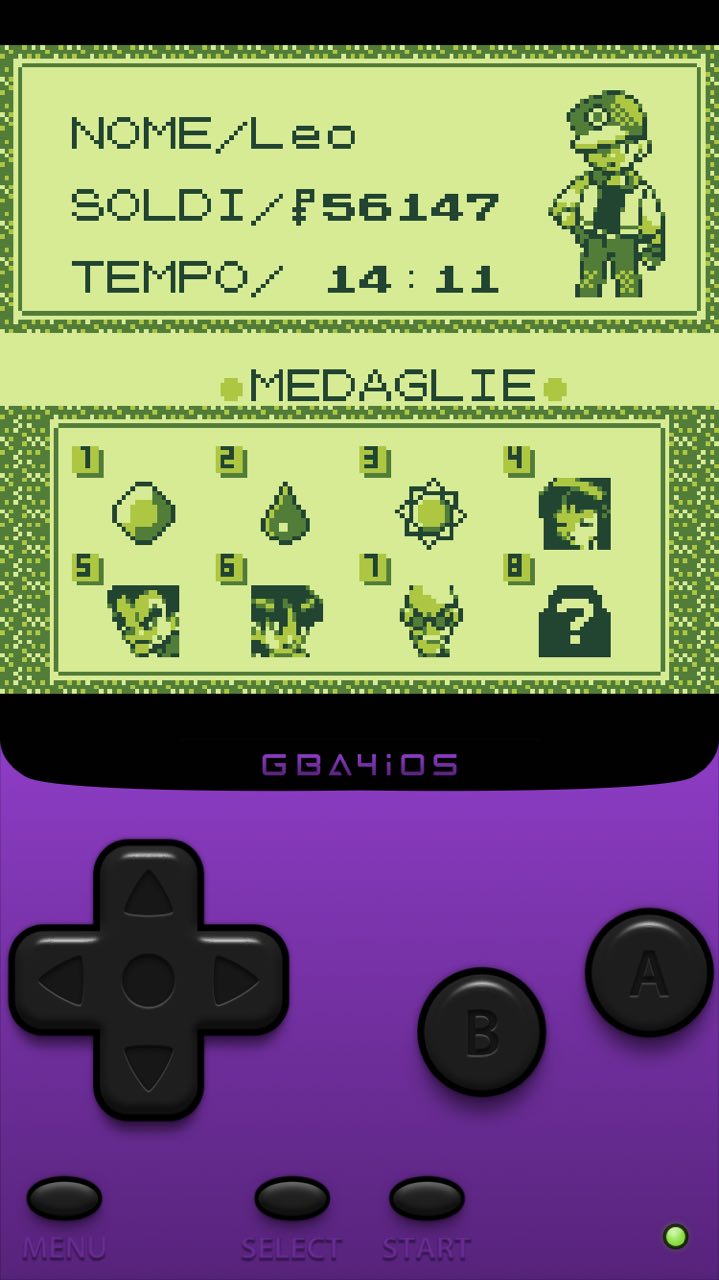 NOME/Leo
SOLDI/₽56147
TEMPO/ 14:11
MEDAGLIE
1 2 3 4
5 6 7 8
?
GBA4iOS
A
B
MENU SELECT START